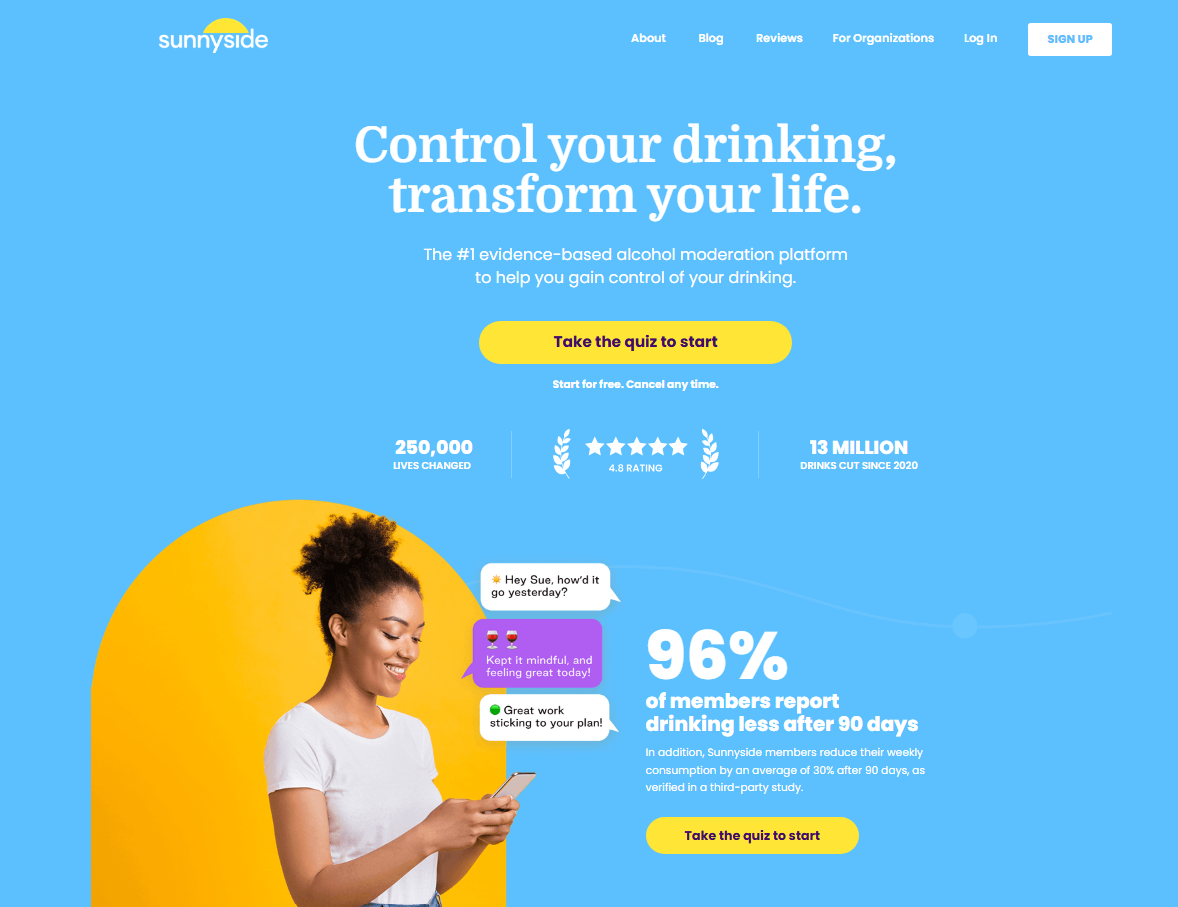 sunnyside
About
Blog
Reviews
For Organizations
Log In
SIGN UP
Control your drinking,
transform your life.
The #1 evidence-based alcohol moderation platform
to help you gain control of your drinking.
Take the quiz to start
Start for free. Cancel any time.
250,000
LIVES CHANGED
4.8 RATING
13 MILLION
DRINKS CUT SINCE 2020
Hey Sue, how'd it
go yesterday?
Kept it mindful, and
feeling great today!
Great work
sticking to your plan!
96%
of members report
drinking less after 90 days
In addition, Sunnyside members reduce their weekly
consumption by an average of 30% after 90 days, as
verified in a third-party study.
Take the quiz to start